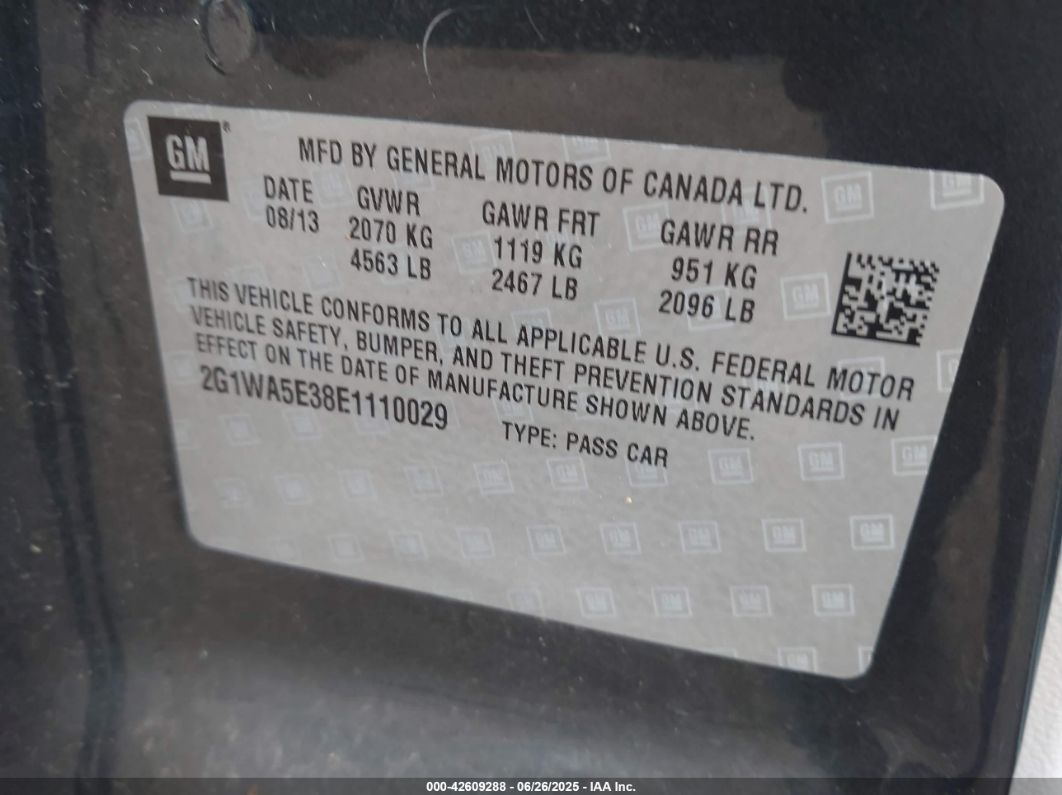 GM
MFD BY GENERAL MOTORS OF CANADA LTD.
DATE GVWR GAWR FRT GAWR RR
08/13 2070 KG 1119 KG 951 KG
4563 LB 2467 LB 2096 LB
THIS VEHICLE CONFORMS TO ALL APPLICABLE U.S. FEDERAL MOTOR
VEHICLE SAFETY, BUMPER, AND THEFT PREVENTION STANDARDS IN
EFFECT ON THE DATE OF MANUFACTURE SHOWN ABOVE.
2G1WA5E38E1110029 TYPE: PASS CAR
000-42609288 - 06/26/2025 - IAA Inc.